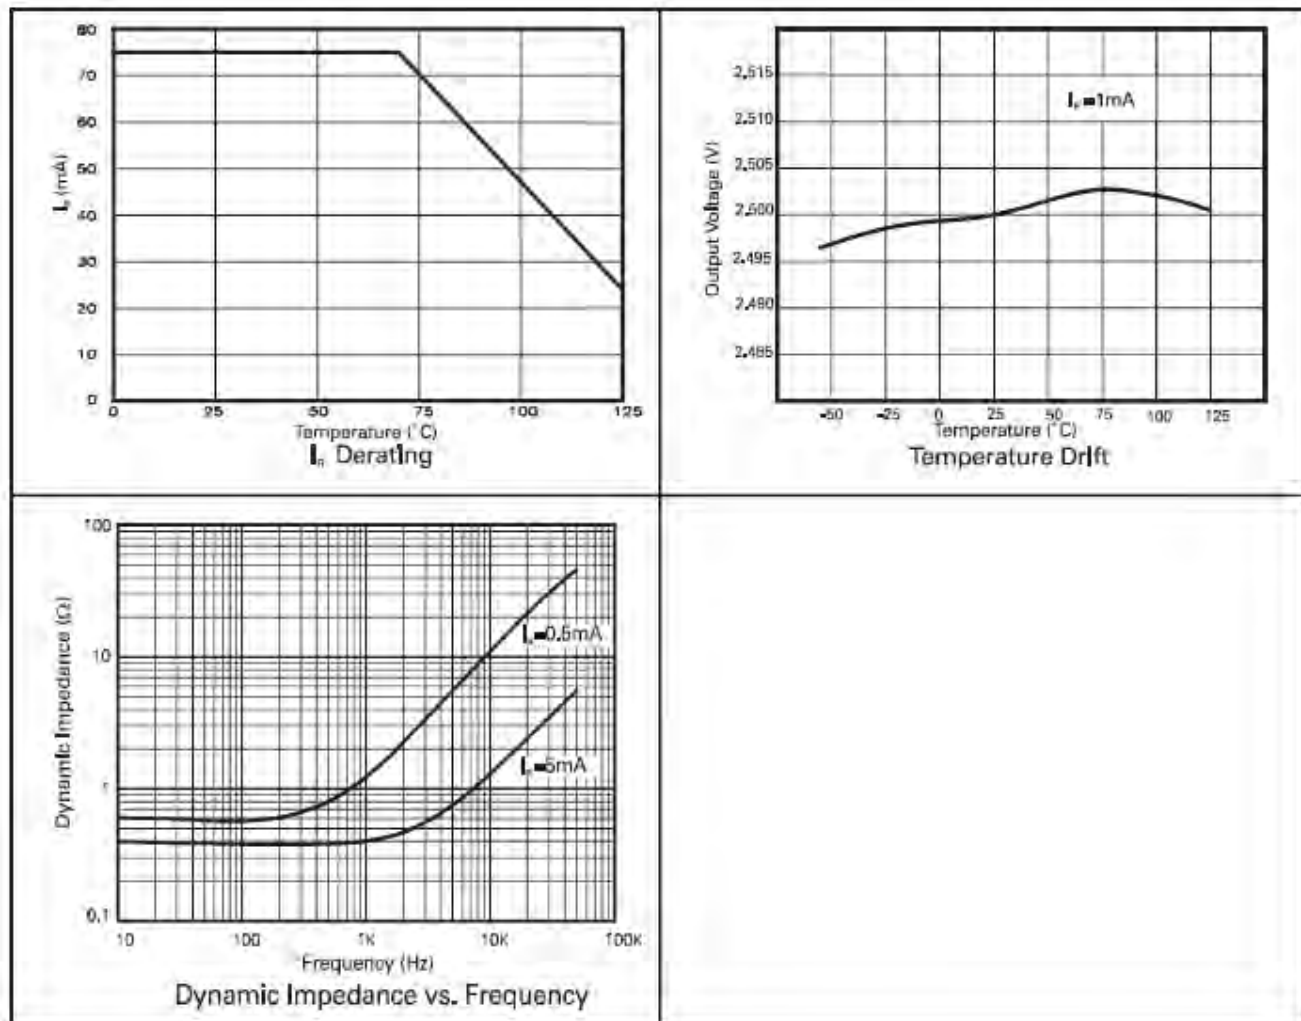 80
70
60
50
40
30
20
10
0
I (mA)
0 25 50 75 100 125
Temperature (˚C)
I Derating
2.515
2.510
2.505
2.500
2.495
2.490
2.485
Output Voltage (V)
I =1mA
-50 -25 0 25 50 75 100 125
Temperature (˚C)
Temperature Drift
100
10
1
0.1
Dynamic Impedance (Ω)
I =0.5mA
I =5mA
10 100 1K 10K 100K
Frequency (Hz)
Dynamic Impedance vs. Frequency